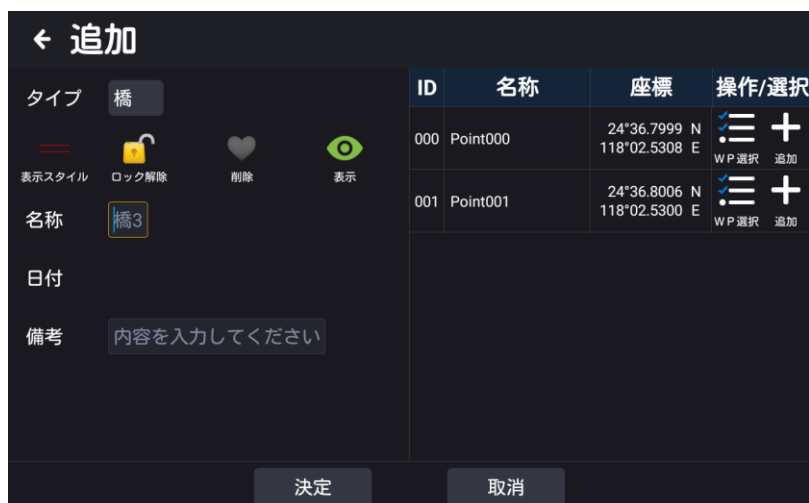 追加
タイプ 橋
表示スタイル ロック解除 削除 表示
名称 橋3
日付
備考 内容を入力してください
ID 名称 座標 操作/選択
000 Point000 24°36.7999 N
118°02.5308 E
WP選択 追加
001 Point001 24°36.8006 N
118°02.5300 E
WP選択 追加
決定 取消